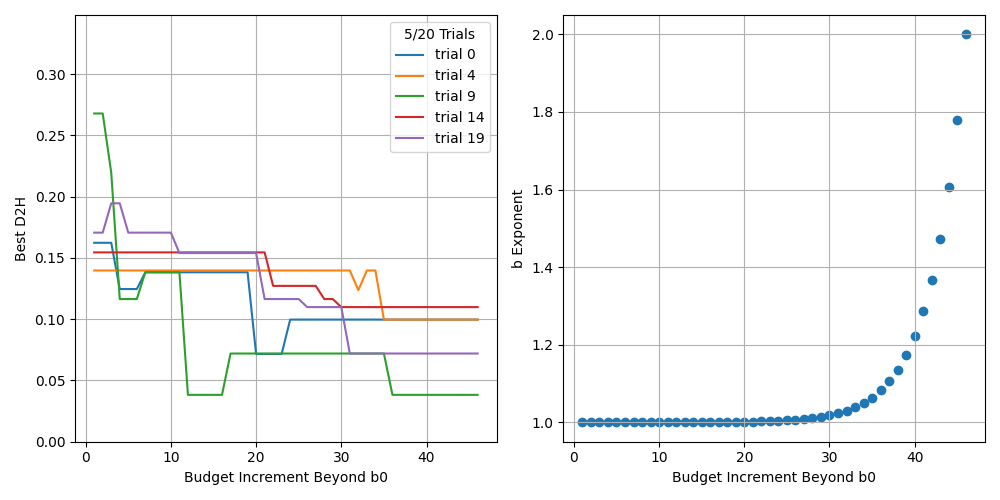 5/20 Trials
trial 0
trial 4
trial 9
trial 14
trial 19
Best D2H
0.30
0.25
0.20
0.15
0.10
0.05
0.00
0 10 20 30 40
Budget Increment Beyond b0
b Exponent
2.0
1.8
1.6
1.4
1.2
1.0
0 10 20 30 40
Budget Increment Beyond b0